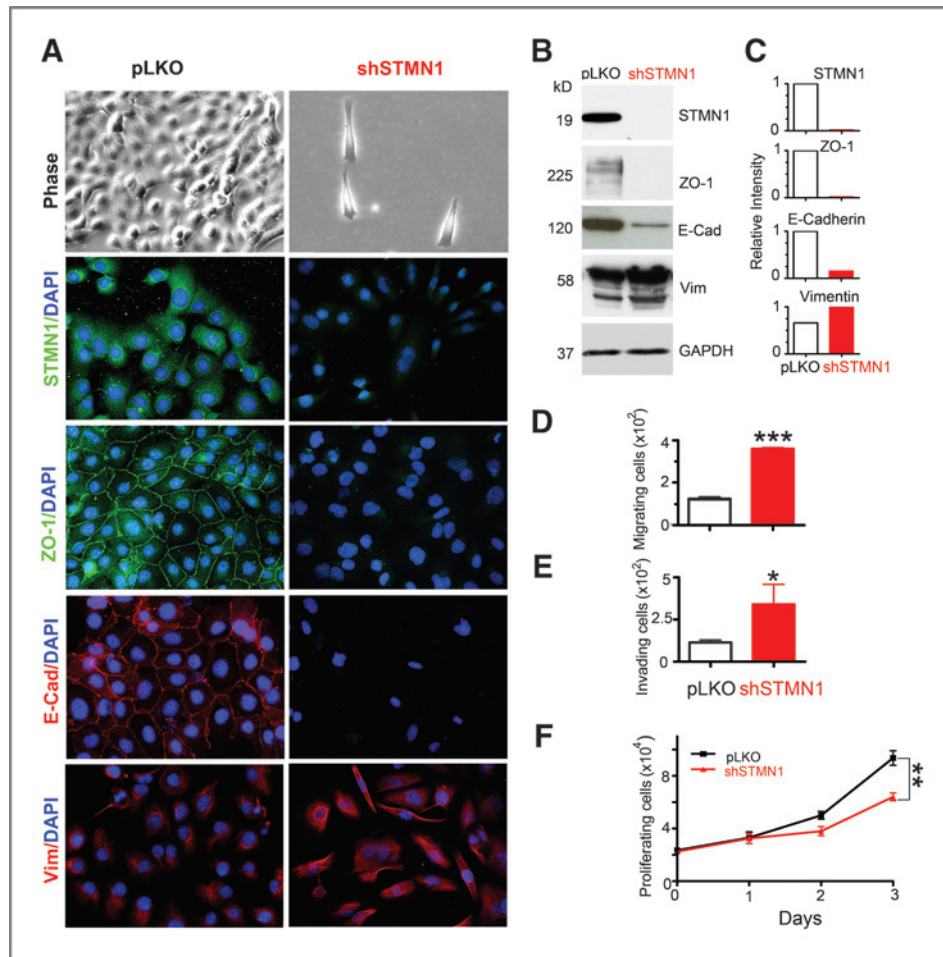 A
pLKO
shSTMN1
Phase
STMN1/DAPI
ZO-1/DAPI
E-Cad/DAPI
Vim/DAPI
B
pLKO shSTMN1
kD
19
STMN1
225
ZO-1
120
E-Cad
58
Vim
37
GAPDH
C
Relative Intensity
STMN1
1
0
ZO-1
1
0
E-Cadherin
1
0
Vimentin
1
0
pLKO shSTMN1
D
Migrating cells (x10²)
4
2
0
***
E
Invading cells (x10²)
5
2.5
0
*
pLKO shSTMN1
F
Proliferating cells (x10⁴)
pLKO
shSTMN1
8
4
0
**
0 1 2 3
Days